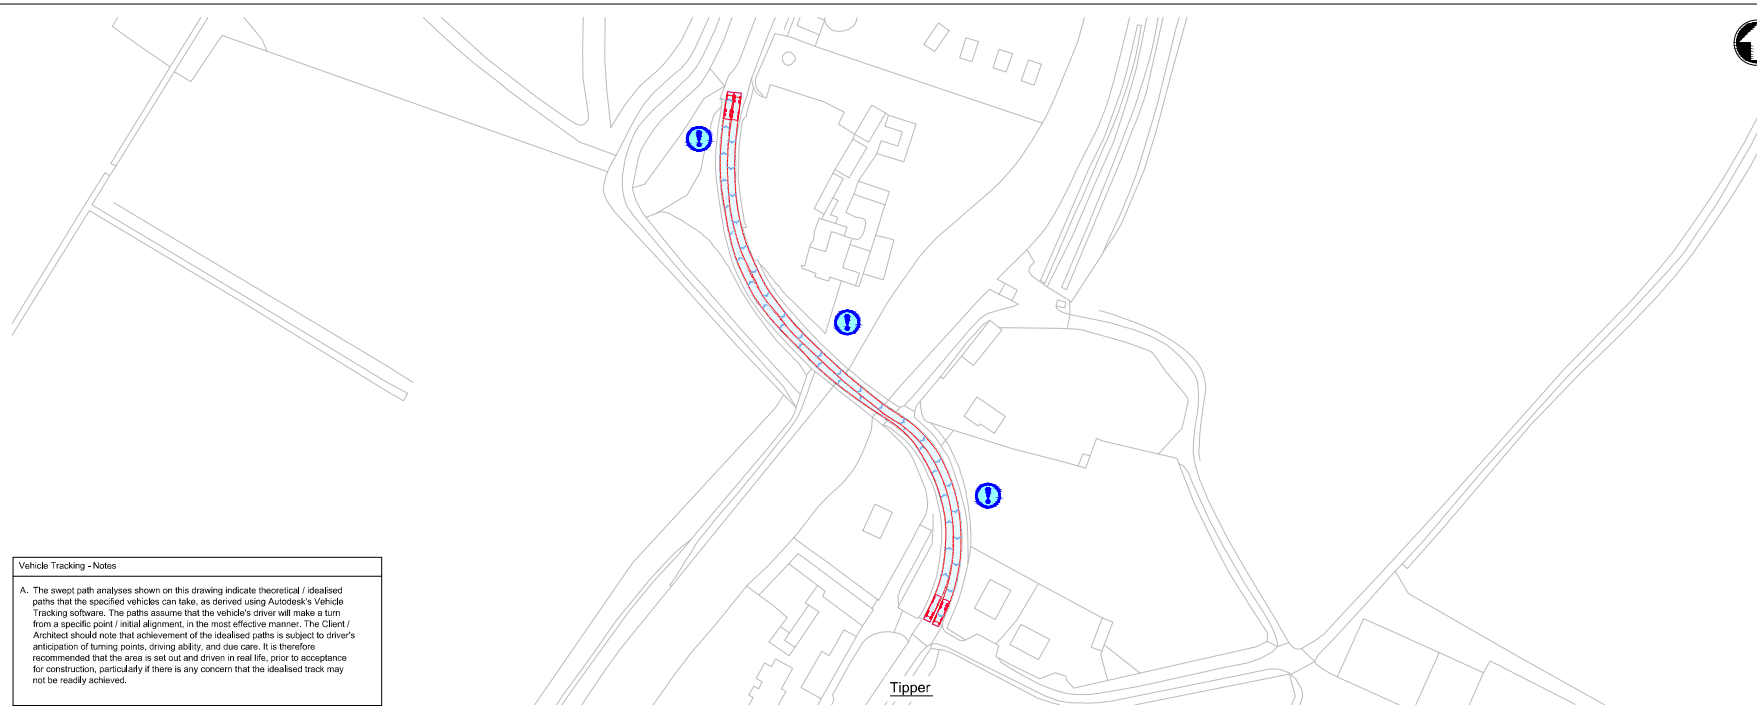 Vehicle Tracking - Notes
A. The swept path analyses shown on this drawing indicate theoretical / idealised
paths that the specified vehicles can take, as derived using Autodesk's Vehicle
Tracking software. The paths assume that the vehicle's driver will make a turn
from a specific point / initial alignment, in the most effective manner. The Client /
Architect should note that achievement of the idealised paths is subject to driver's
anticipation of turning points, driving ability, and due care. It is therefore
recommended that the area is set out and driven in real life, prior to acceptance
for construction, particularly if there is any concern that the idealised track may
not be readily achieved.
Tipper